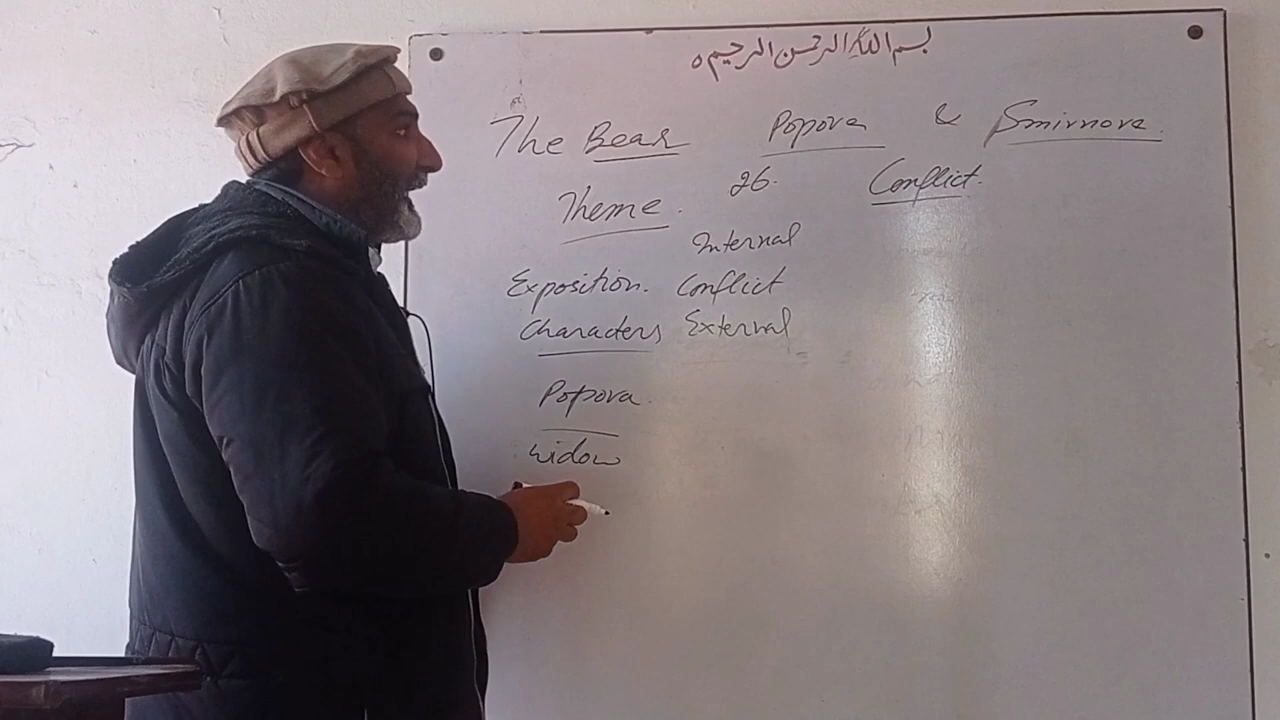 بسم اللہ الرحمن الرحیم ہ
The Bear Popova & Smirnova.
Theme. 26. Conflict.
Internal
Exposition. Conflict
Characters External
Popova.
widow